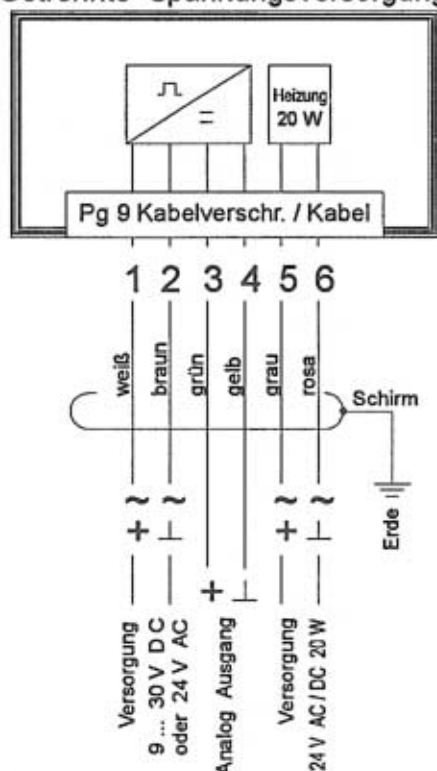 Getrennte Spannungsversorgung
Heizung
20 W
Pg 9 Kabelverschr. / Kabel
1 2 3 4 5 6
weiß
braun
grün
gelb
grau
rosa
Schirm
Erde
~ ~ ~ ~
+ ⊥ + ⊥
+ ⊥
Versorgung
9 ... 30 V D C
oder 24 V AC
Analog Ausgang
Versorgung
24 V AC / DC 20 W